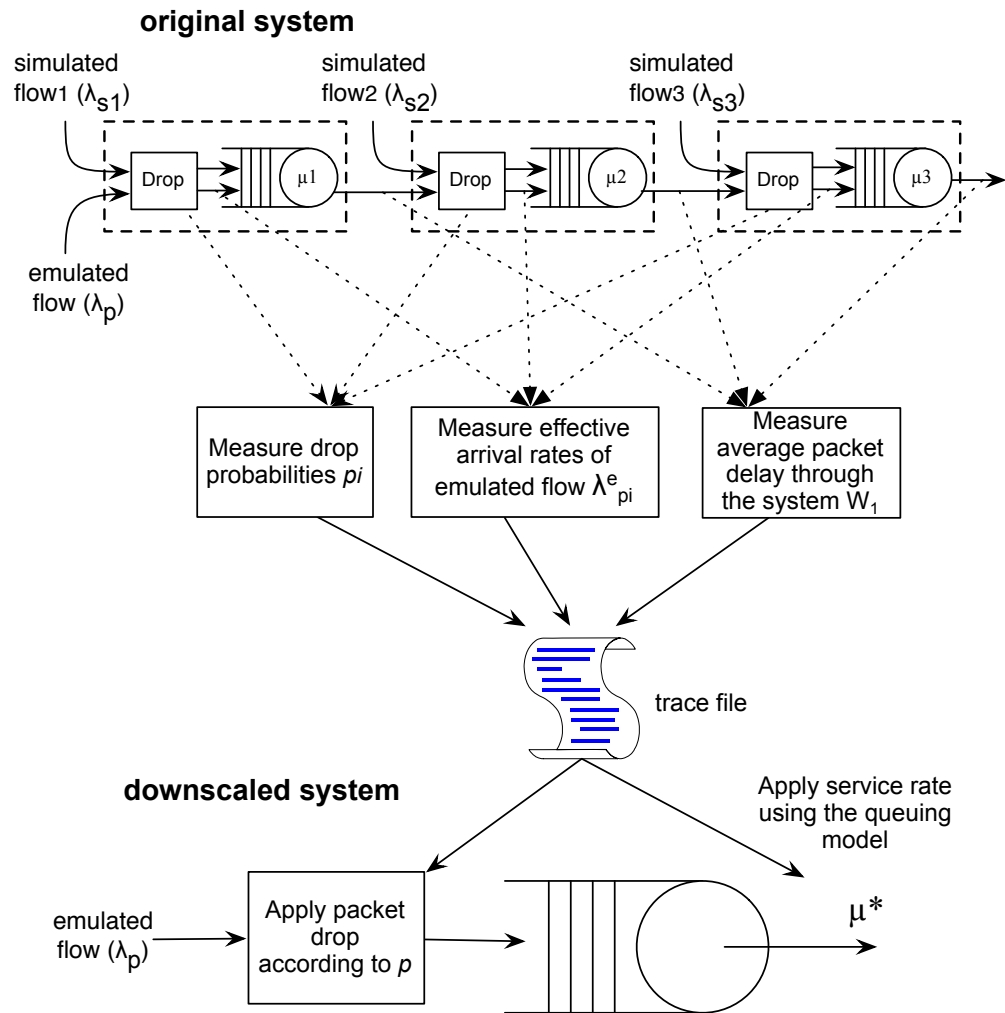 original system
simulated
flow1 (λs1)
simulated
flow2 (λs2)
simulated
flow3 (λs3)
Drop
μ1
Drop
μ2
Drop
μ3
emulated
flow (λp)
Measure drop
probabilities pi
Measure effective
arrival rates of
emulated flow λ^e_pi
Measure
average packet
delay through
the system W₁
trace file
downscaled system
Apply service rate
using the queuing
model
emulated
flow (λp)
Apply packet
drop
according to p
μ*